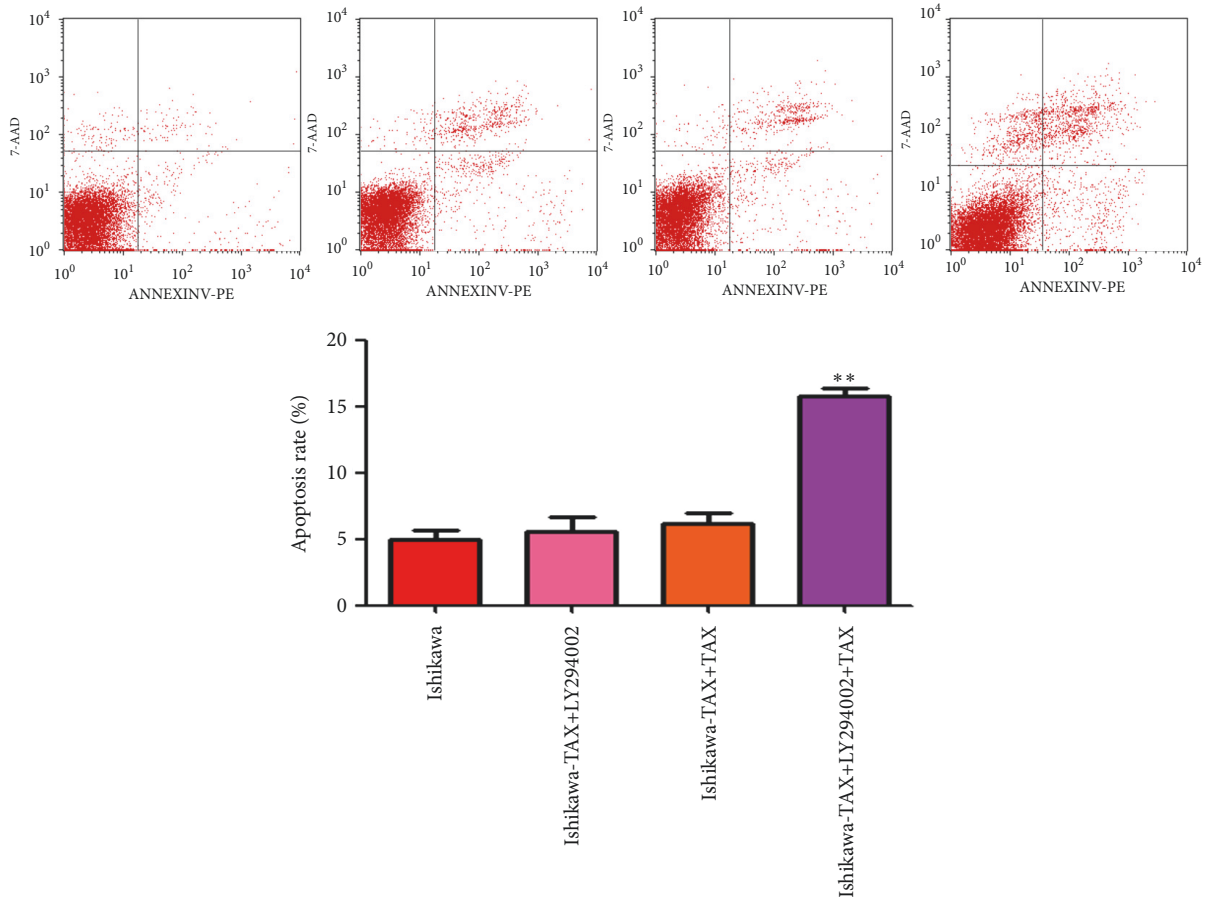 10^4
10^3
10^2
10^1
10^0
7-AAD
10^0 10^1 10^2 10^3 10^4
ANNEXINV-PE
10^4
10^3
10^2
10^1
10^0
7-AAD
10^0 10^1 10^2 10^3 10^4
ANNEXINV-PE
10^4
10^3
10^2
10^1
10^0
7-AAD
10^0 10^1 10^2 10^3 10^4
ANNEXINV-PE
10^4
10^3
10^2
10^1
10^0
7-AAD
10^0 10^1 10^2 10^3 10^4
ANNEXINV-PE
20
15
10
5
0
Apoptosis rate (%)
**
Ishikawa
Ishikawa-TAX+LY294002
Ishikawa-TAX+TAX
Ishikawa-TAX+LY294002+TAX